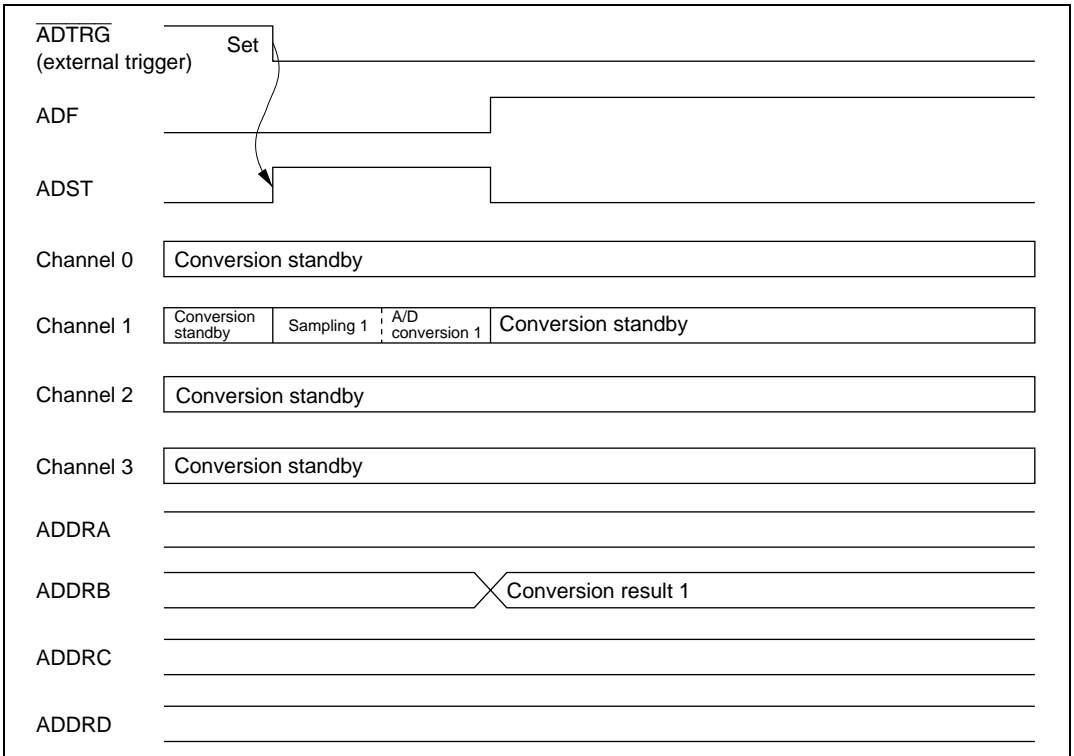 ADTRG
(external trigger)
Set
ADF
ADST
Channel 0
Conversion standby
Channel 1
Conversion
standby
Sampling 1
A/D
conversion 1
Conversion standby
Channel 2
Conversion standby
Channel 3
Conversion standby
ADDRA
ADDRB
Conversion result 1
ADDRC
ADDRD